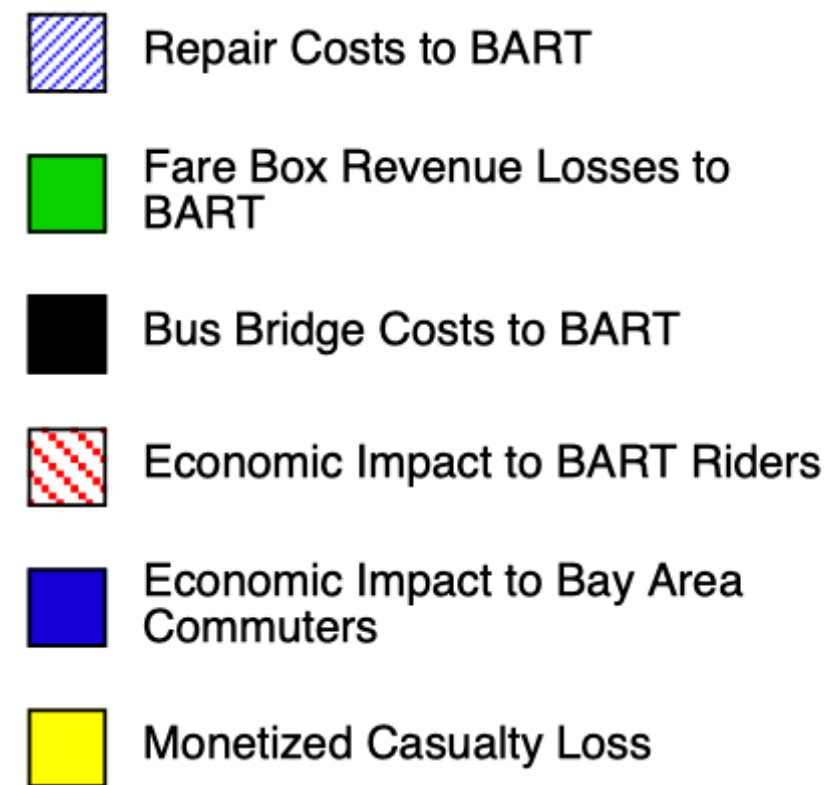 Repair Costs to BART
Fare Box Revenue Losses to
BART
Bus Bridge Costs to BART
Economic Impact to BART Riders
Economic Impact to Bay Area
Commuters
Monetized Casualty Loss